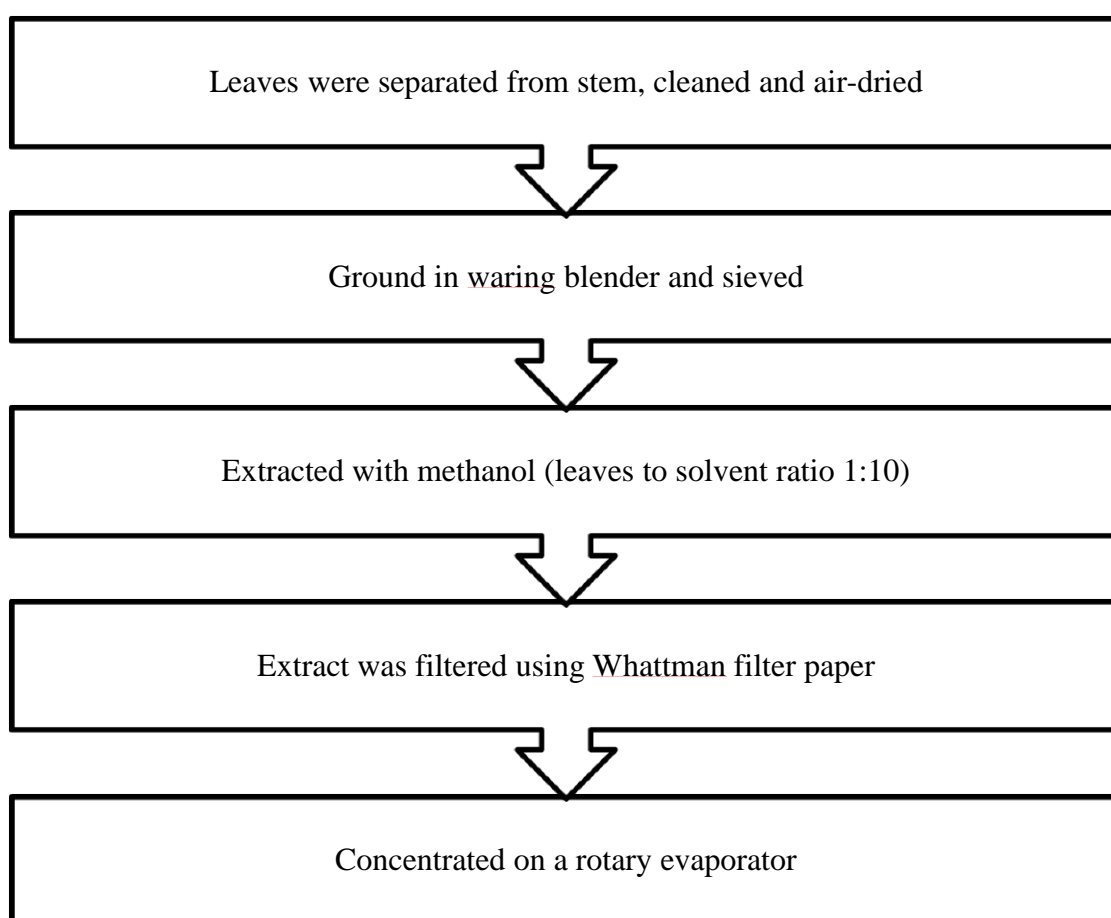 Leaves were separated from stem, cleaned and air-dried
Ground in waring blender and sieved
Extracted with methanol (leaves to solvent ratio 1:10)
Extract was filtered using Whattman filter paper
Concentrated on a rotary evaporator